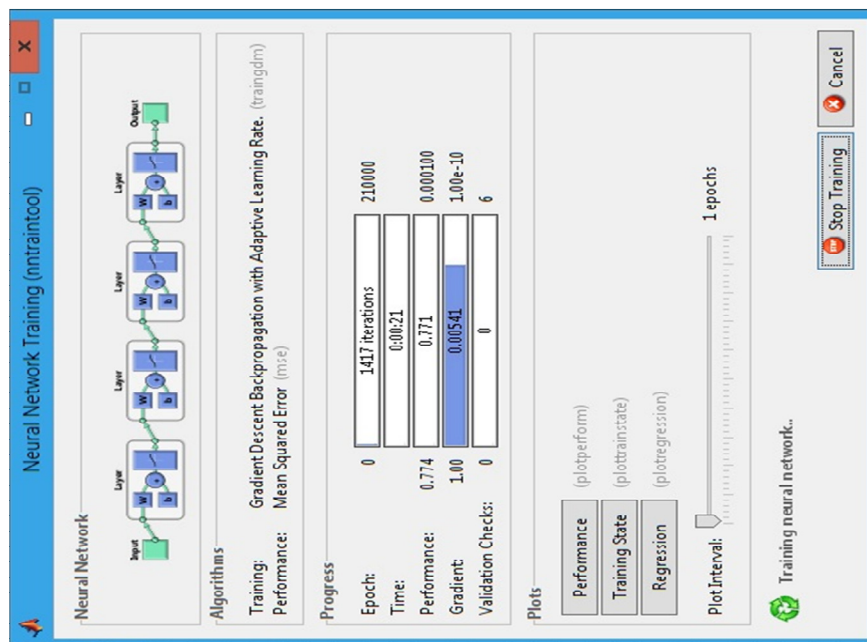 Neural Network Training (nntraintool)
Neural Network
Layer Layer Layer Layer
Input W b + W b + W b + W b + Output
Algorithms
Training: Gradient Descent Backpropagation with Adaptive Learning Rate. (traingdm)
Performance: Mean Squared Error (mse)
Progress
Epoch: 0 1417 iterations 210000
Time: 0:00:21
Performance: 0.774 0.771 0.000100
Gradient: 1.00 0.00541 1.00e-10
Validation Checks: 0 0 6
Plots
Performance (plotperform)
Training State (plottrainstate)
Regression (plotregression)
Plot Interval: 1 epochs
Training neural network..
STOP Stop Training Cancel